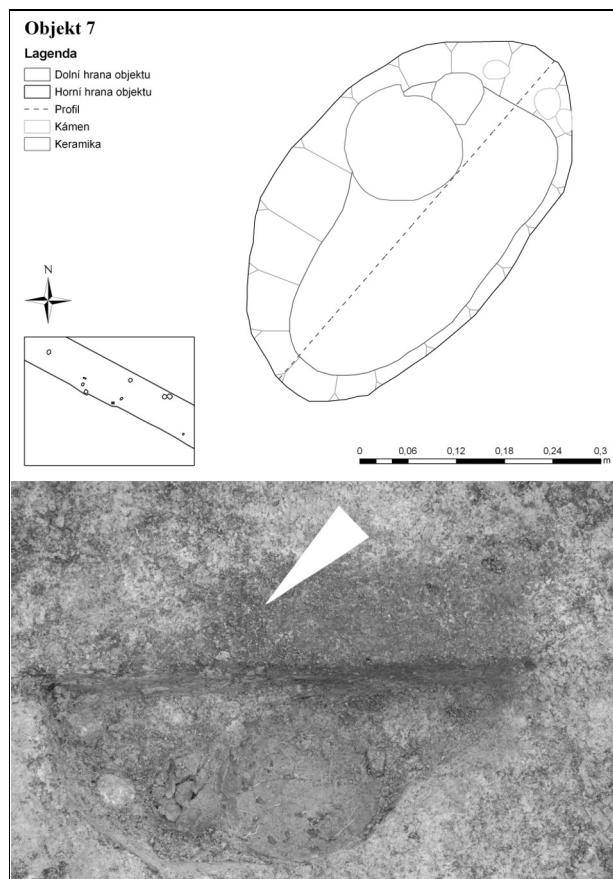 Objekt 7
Lagenda
Dolní hrana objektu
Horní hrana objektu
Profil
Kámen
Keramika
N
0 0,06 0,12 0,18 0,24 0,3
m